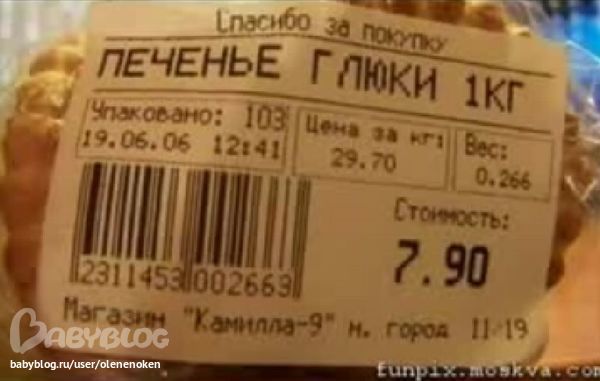 Спасибо за покупку
ПЕЧЕНЬЕ ГЛЮКИ 1КГ
Упаковано: 103
19.06.06 12:41
Цена за кг:
29.70
Вес:
0.266
Стоимость:
7.90
2311453 002663
Магазин "Камилла-9" н. город 11-19
BABYBLOG
babyblog.ru/user/olenenoken
funpix.moskva.com